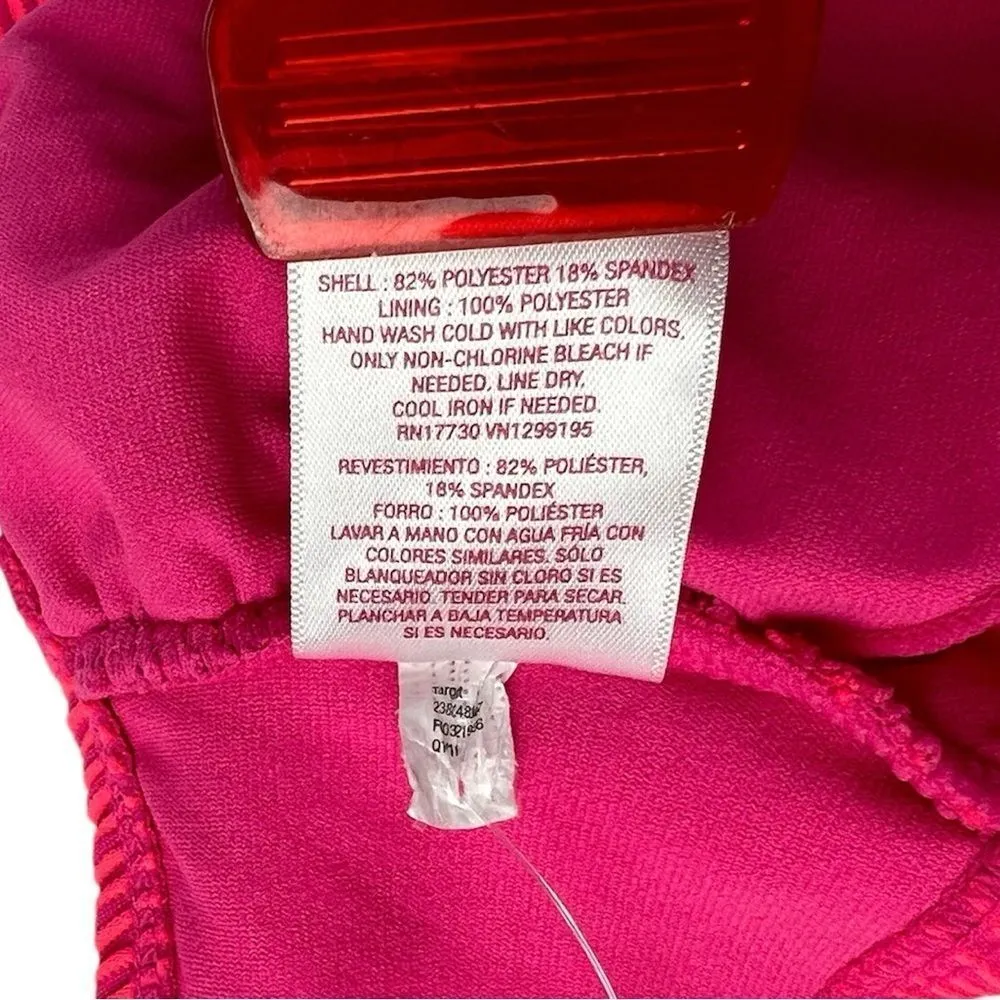 SHELL : 82% POLYESTER 18% SPANDEX
LINING : 100% POLYESTER
HAND WASH COLD WITH LIKE COLORS.
ONLY NON-CHLORINE BLEACH IF
NEEDED. LINE DRY.
COOL IRON IF NEEDED.
RN17730 VN1299195
REVESTIMIENTO : 82% POLIÉSTER,
18% SPANDEX
FORRO : 100% POLIÉSTER
LAVAR A MANO CON AGUA FRÍA CON
COLORES SIMILARES. SÓLO
BLANQUEADOR SIN CLORO SI ES
NECESARIO. TENDER PARA SECAR.
PLANCHAR A BAJA TEMPERATURA
SI ES NECESARIO.